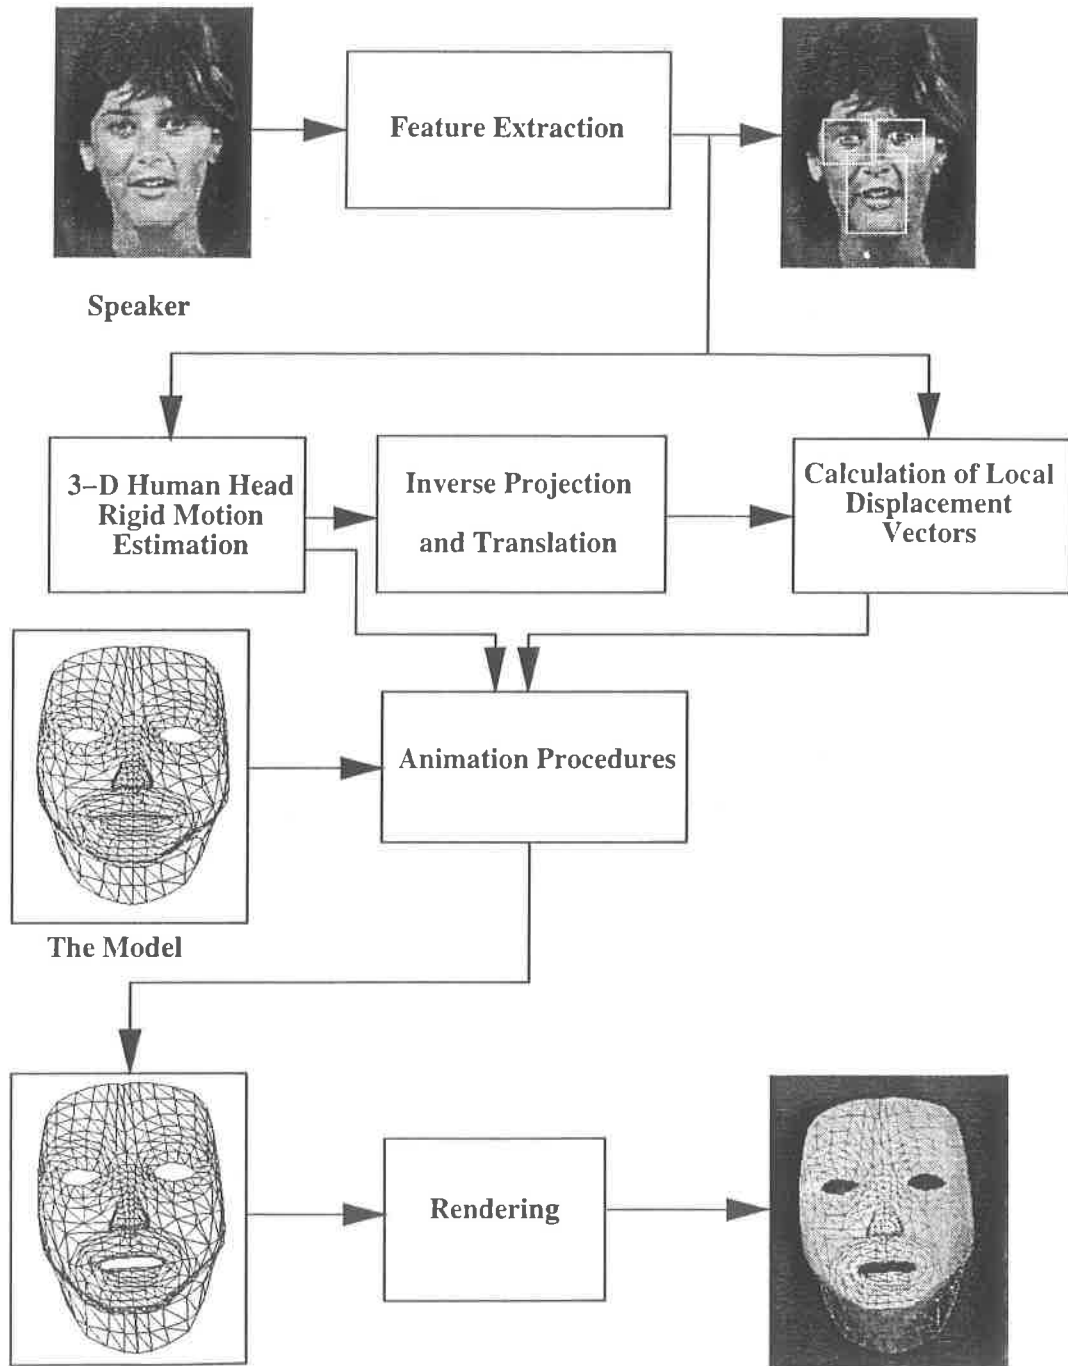 Feature Extraction
Speaker
3–D Human Head
Rigid Motion
Estimation
Inverse Projection
and Translation
Calculation of Local
Displacement
Vectors
Animation Procedures
The Model
Rendering